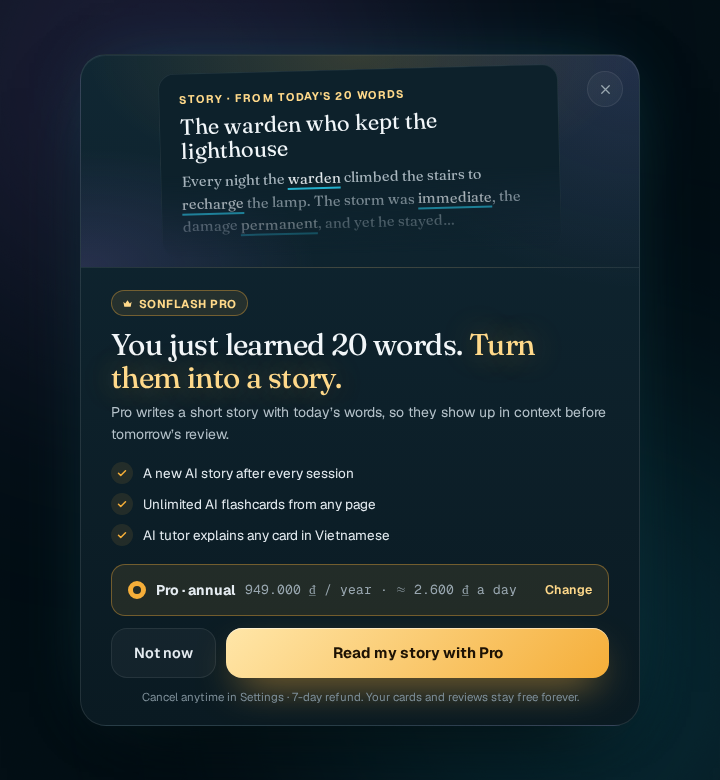 STORY · FROM TODAY'S 20 WORDS
The warden who kept the
lighthouse
Every night the warden climbed the stairs to
recharge the lamp. The storm was immediate, the
damage permanent, and yet he stayed...
SONFLASH PRO
You just learned 20 words. Turn
them into a story.
Pro writes a short story with today's words, so they show up in context before
tomorrow's review.
A new AI story after every session
Unlimited AI flashcards from any page
AI tutor explains any card in Vietnamese
Pro · annual 949.000 ₫ / year · ≈ 2.600 ₫ a day Change
Not now Read my story with Pro
Cancel anytime in Settings · 7-day refund. Your cards and reviews stay free forever.